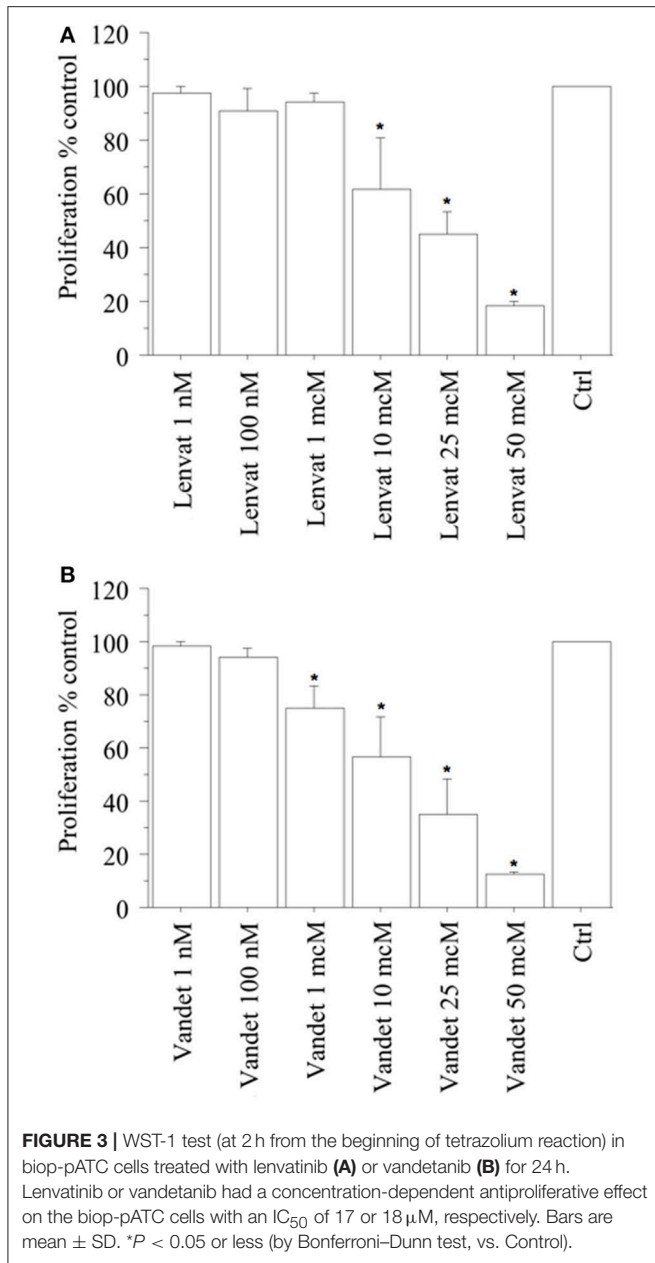 A
120
100
80
60
40
20
0
Proliferation % control
*
*
*
Lenvat 1 nM
Lenvat 100 nM
Lenvat 1 mcM
Lenvat 10 mcM
Lenvat 25 mcM
Lenvat 50 mcM
Ctrl
B
120
100
80
60
40
20
0
Proliferation % control
*
*
*
*
Vandet 1 nM
Vandet 100 nM
Vandet 1 mcM
Vandet 10 mcM
Vandet 25 mcM
Vandet 50 mcM
Ctrl
FIGURE 3 | WST-1 test (at 2 h from the beginning of tetrazolium reaction) in
biop-pATC cells treated with lenvatinib (A) or vandetanib (B) for 24 h.
Lenvatinib or vandetanib had a concentration-dependent antiproliferative effect
on the biop-pATC cells with an IC50 of 17 or 18 μM, respectively. Bars are
mean ± SD. *P < 0.05 or less (by Bonferroni–Dunn test, vs. Control).